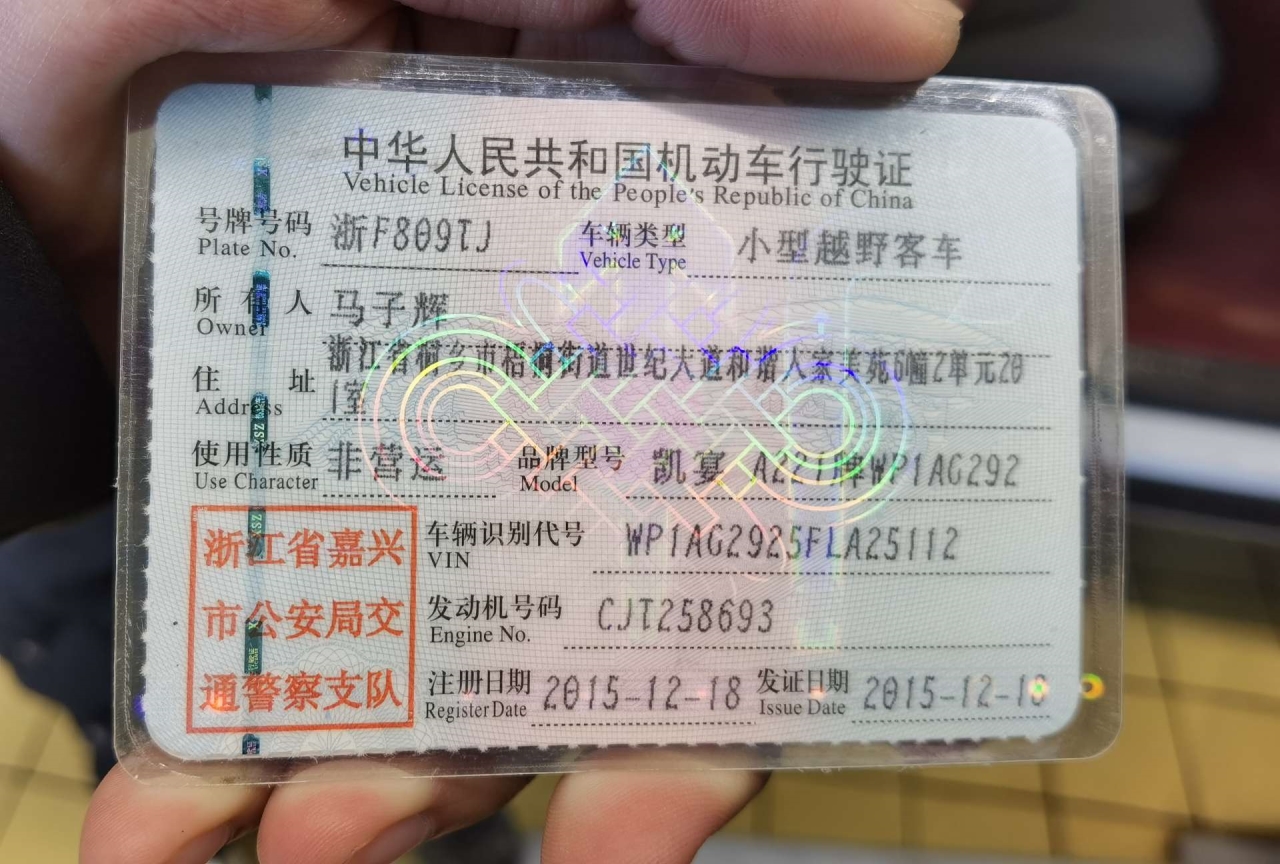 中华人民共和国机动车行驶证
Vehicle License of the People's Republic of China
号牌号码 浙F809TJ 车辆类型 小型越野客车
Plate No. Vehicle Type
所有人 马子辉
Owner
浙江省桐乡市梧桐街道世纪大道和谐人家美苑6幢2单元20
住址 1室
Address
使用性质 非营运 品牌型号 凯宴 WP1AG292
Use Character Model
浙江省嘉兴
市公安局交
通警察支队
车辆识别代号 WP1AG2925FLA25112
VIN
发动机号码 CJT258693
Engine No.
注册日期 2015-12-18 发证日期 2015-12-18
Register Date Issue Date